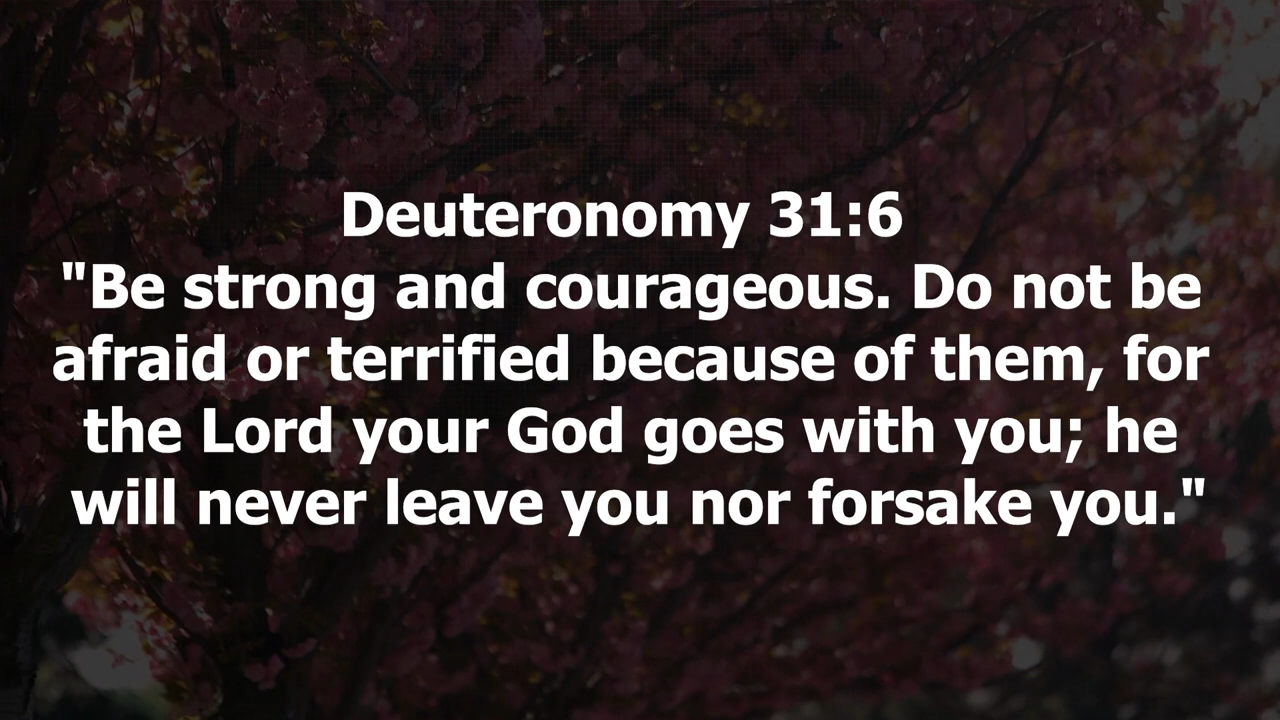 Deuteronomy 31:6
"Be strong and courageous. Do not be
afraid or terrified because of them, for
the Lord your God goes with you; he
will never leave you nor forsake you."